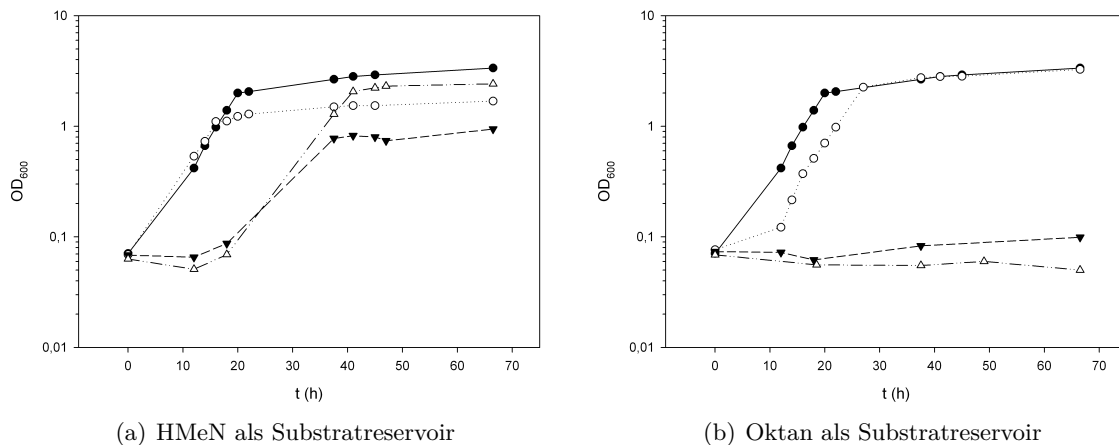 10
1
0,1
0,01
OD600
0 10 20 30 40 50 60 70
t (h)
(a) HMeN als Substratreservoir
10
1
0,1
0,01
OD600
0 10 20 30 40 50 60 70
t (h)
(b) Oktan als Substratreservoir